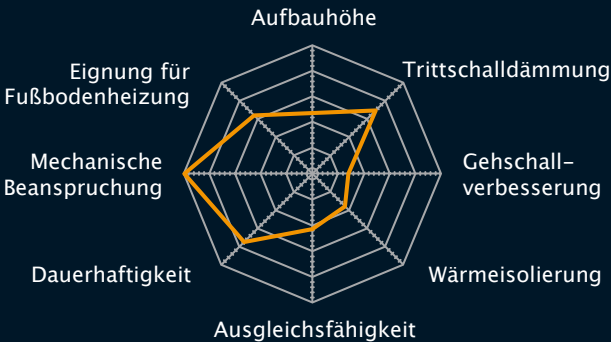 Aufbauhöhe
Trittschalldämmung
Gehschall–
verbesserung
Wärmeisolierung
Ausgleichsfähigkeit
Dauerhaftigkeit
Mechanische
Beanspruchung
Eignung für
Fußbodenheizung